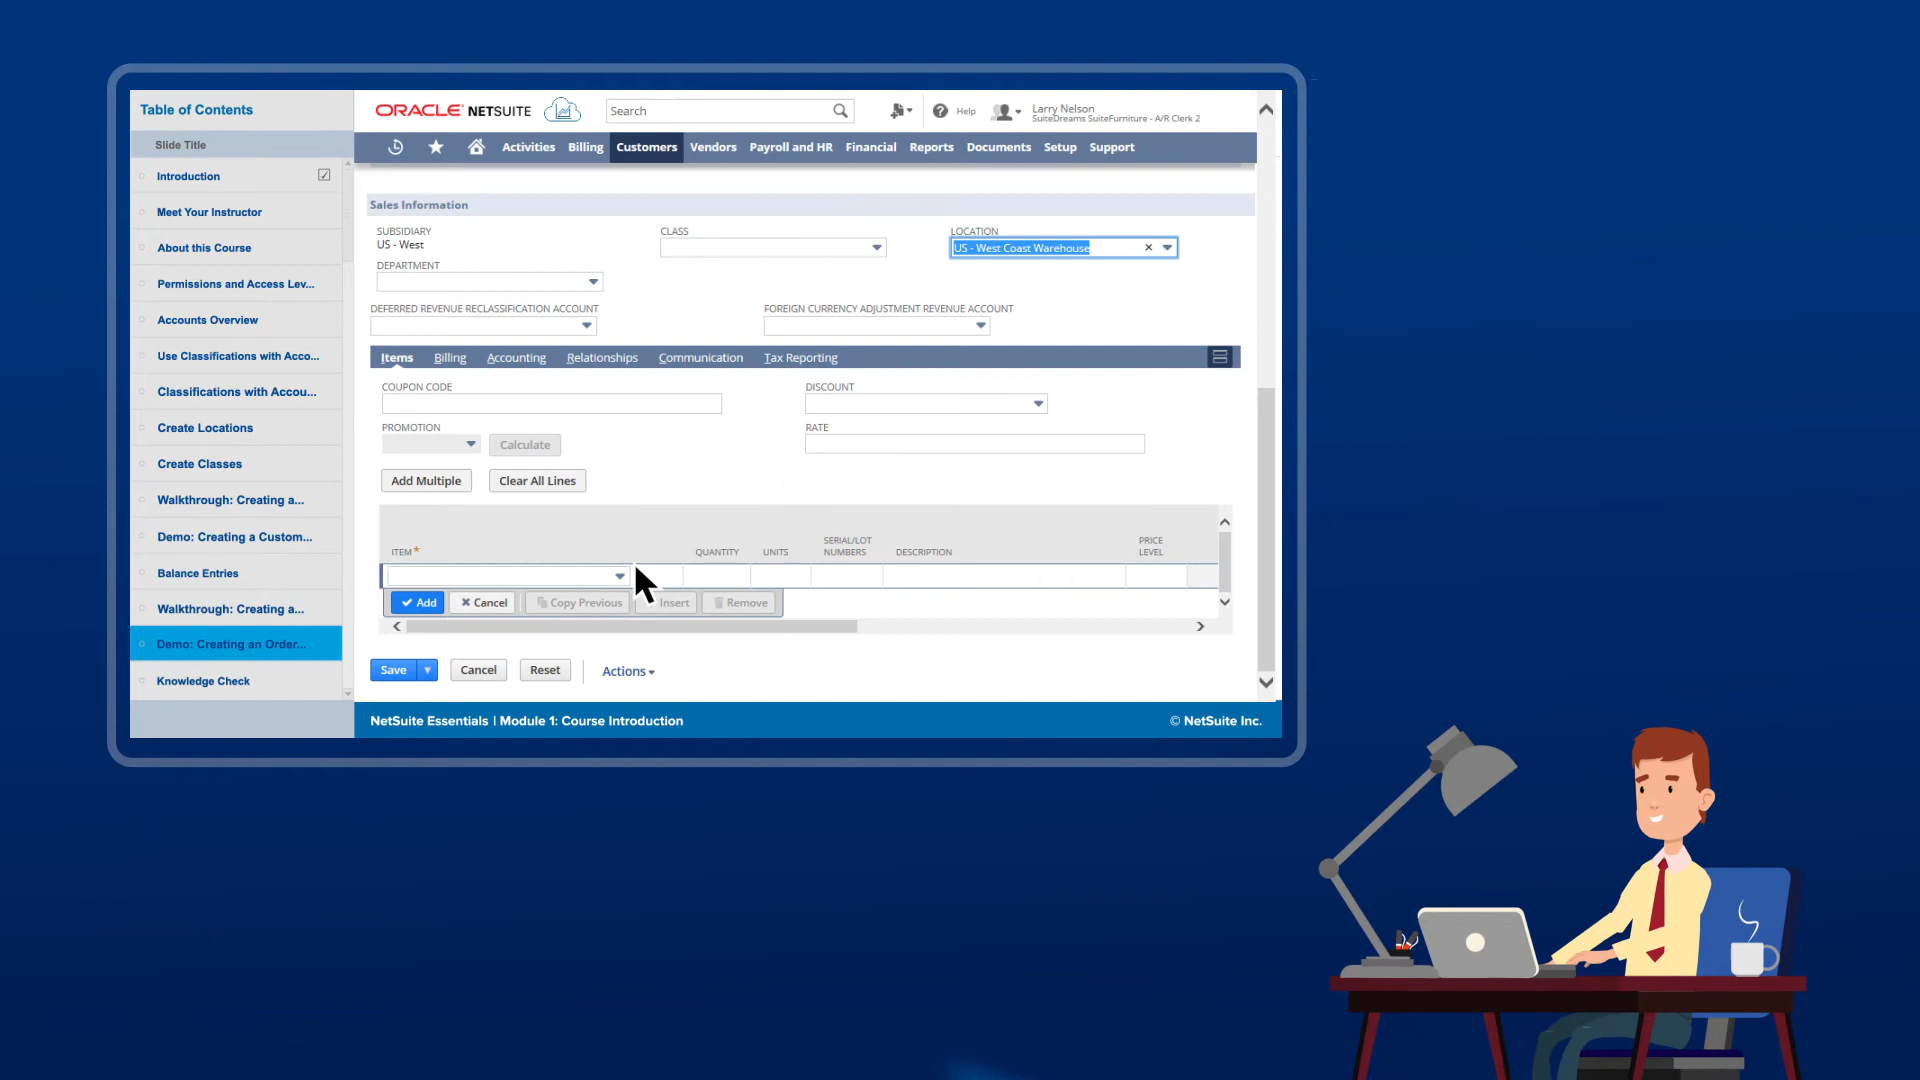 Table of Contents
Slide Title
Introduction
Meet Your Instructor
About this Course
Permissions and Access Lev...
Accounts Overview
Use Classifications with Acco...
Classifications with Accou...
Create Locations
Create Classes
Walkthrough: Creating a...
Demo: Creating a Custom...
Balance Entries
Walkthrough: Creating a...
Demo: Creating an Order...
Knowledge Check
ORACLE NETSUITE
Search
Help
Larry Nelson
SuiteDreams SuiteFurniture - A/R Clerk 2
Activities Billing Customers Vendors Payroll and HR Financial Reports Documents Setup Support
Sales Information
SUBSIDIARY
US - West
CLASS
LOCATION
US - West Coast Warehouse
DEPARTMENT
DEFERRED REVENUE RECLASSIFICATION ACCOUNT
FOREIGN CURRENCY ADJUSTMENT REVENUE ACCOUNT
Items Billing Accounting Relationships Communication Tax Reporting
COUPON CODE
DISCOUNT
PROMOTION
Calculate
RATE
Add Multiple Clear All Lines
ITEM* QUANTITY UNITS SERIAL/LOT NUMBERS DESCRIPTION PRICE LEVEL
Add Cancel Copy Previous Insert Remove
Save Cancel Reset Actions
NetSuite Essentials | Module 1: Course Introduction
© NetSuite Inc.